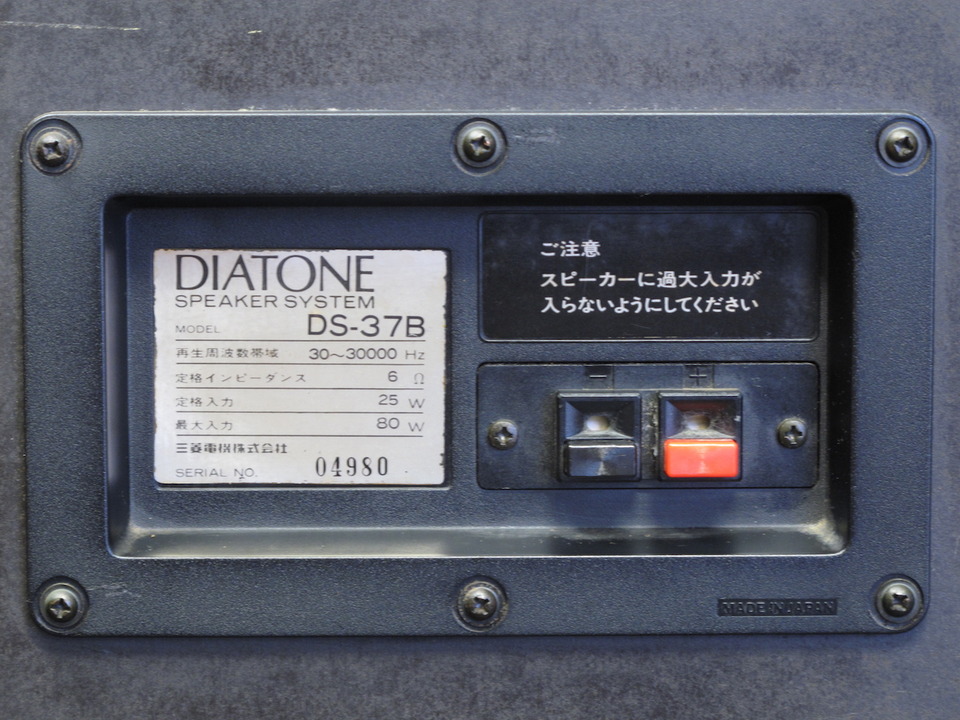 DIATONE
SPEAKER SYSTEM
MODEL DS-37B
再生周波数帯域 30～30000 Hz
定格インピーダンス 6 Ω
定格入力 25 W
最大入力 80 W
三菱電機株式会社
SERIAL NO. 04980
ご注意
スピーカーに過大入力が
入らないようにしてください
− +
MADE IN JAPAN